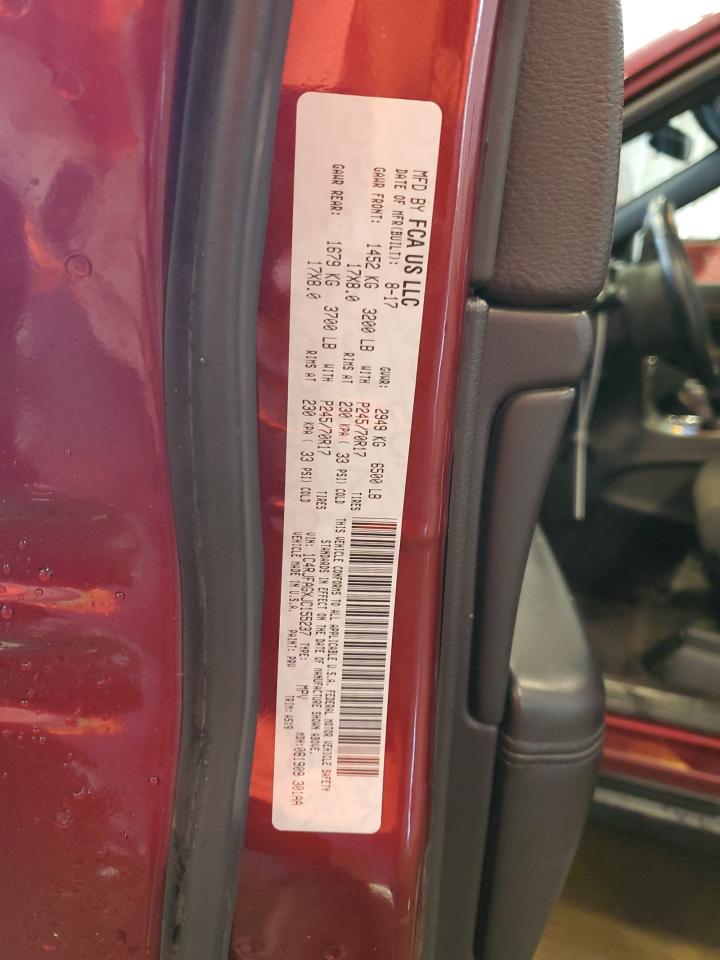 MFD BY FCA US LLC
DATE OF MFR(BUILT): 8-17 GVWR: 2949 KG 6500 LB
GAWR FRONT: 1452 KG 3200 LB WITH P245/70R17 TIRES
17X8.0 RIMS AT 230 KPA ( 33 PSI) COLD
GAWR REAR: 1679 KG 3700 LB WITH P245/70R17 TIRES
17X8.0 RIMS AT 230 KPA ( 33 PSI) COLD
THIS VEHICLE CONFORMS TO ALL APPLICABLE U.S.A. FEDERAL MOTOR VEHICLE SAFETY
STANDARDS IN EFFECT ON THE DATE OF MANUFACTURE SHOWN ABOVE.
VIN: TYPE: MPV MDH:081909 301AA
VEHICLE MADE IN U.S.A. PAINT: PRV TRIM: A5X9